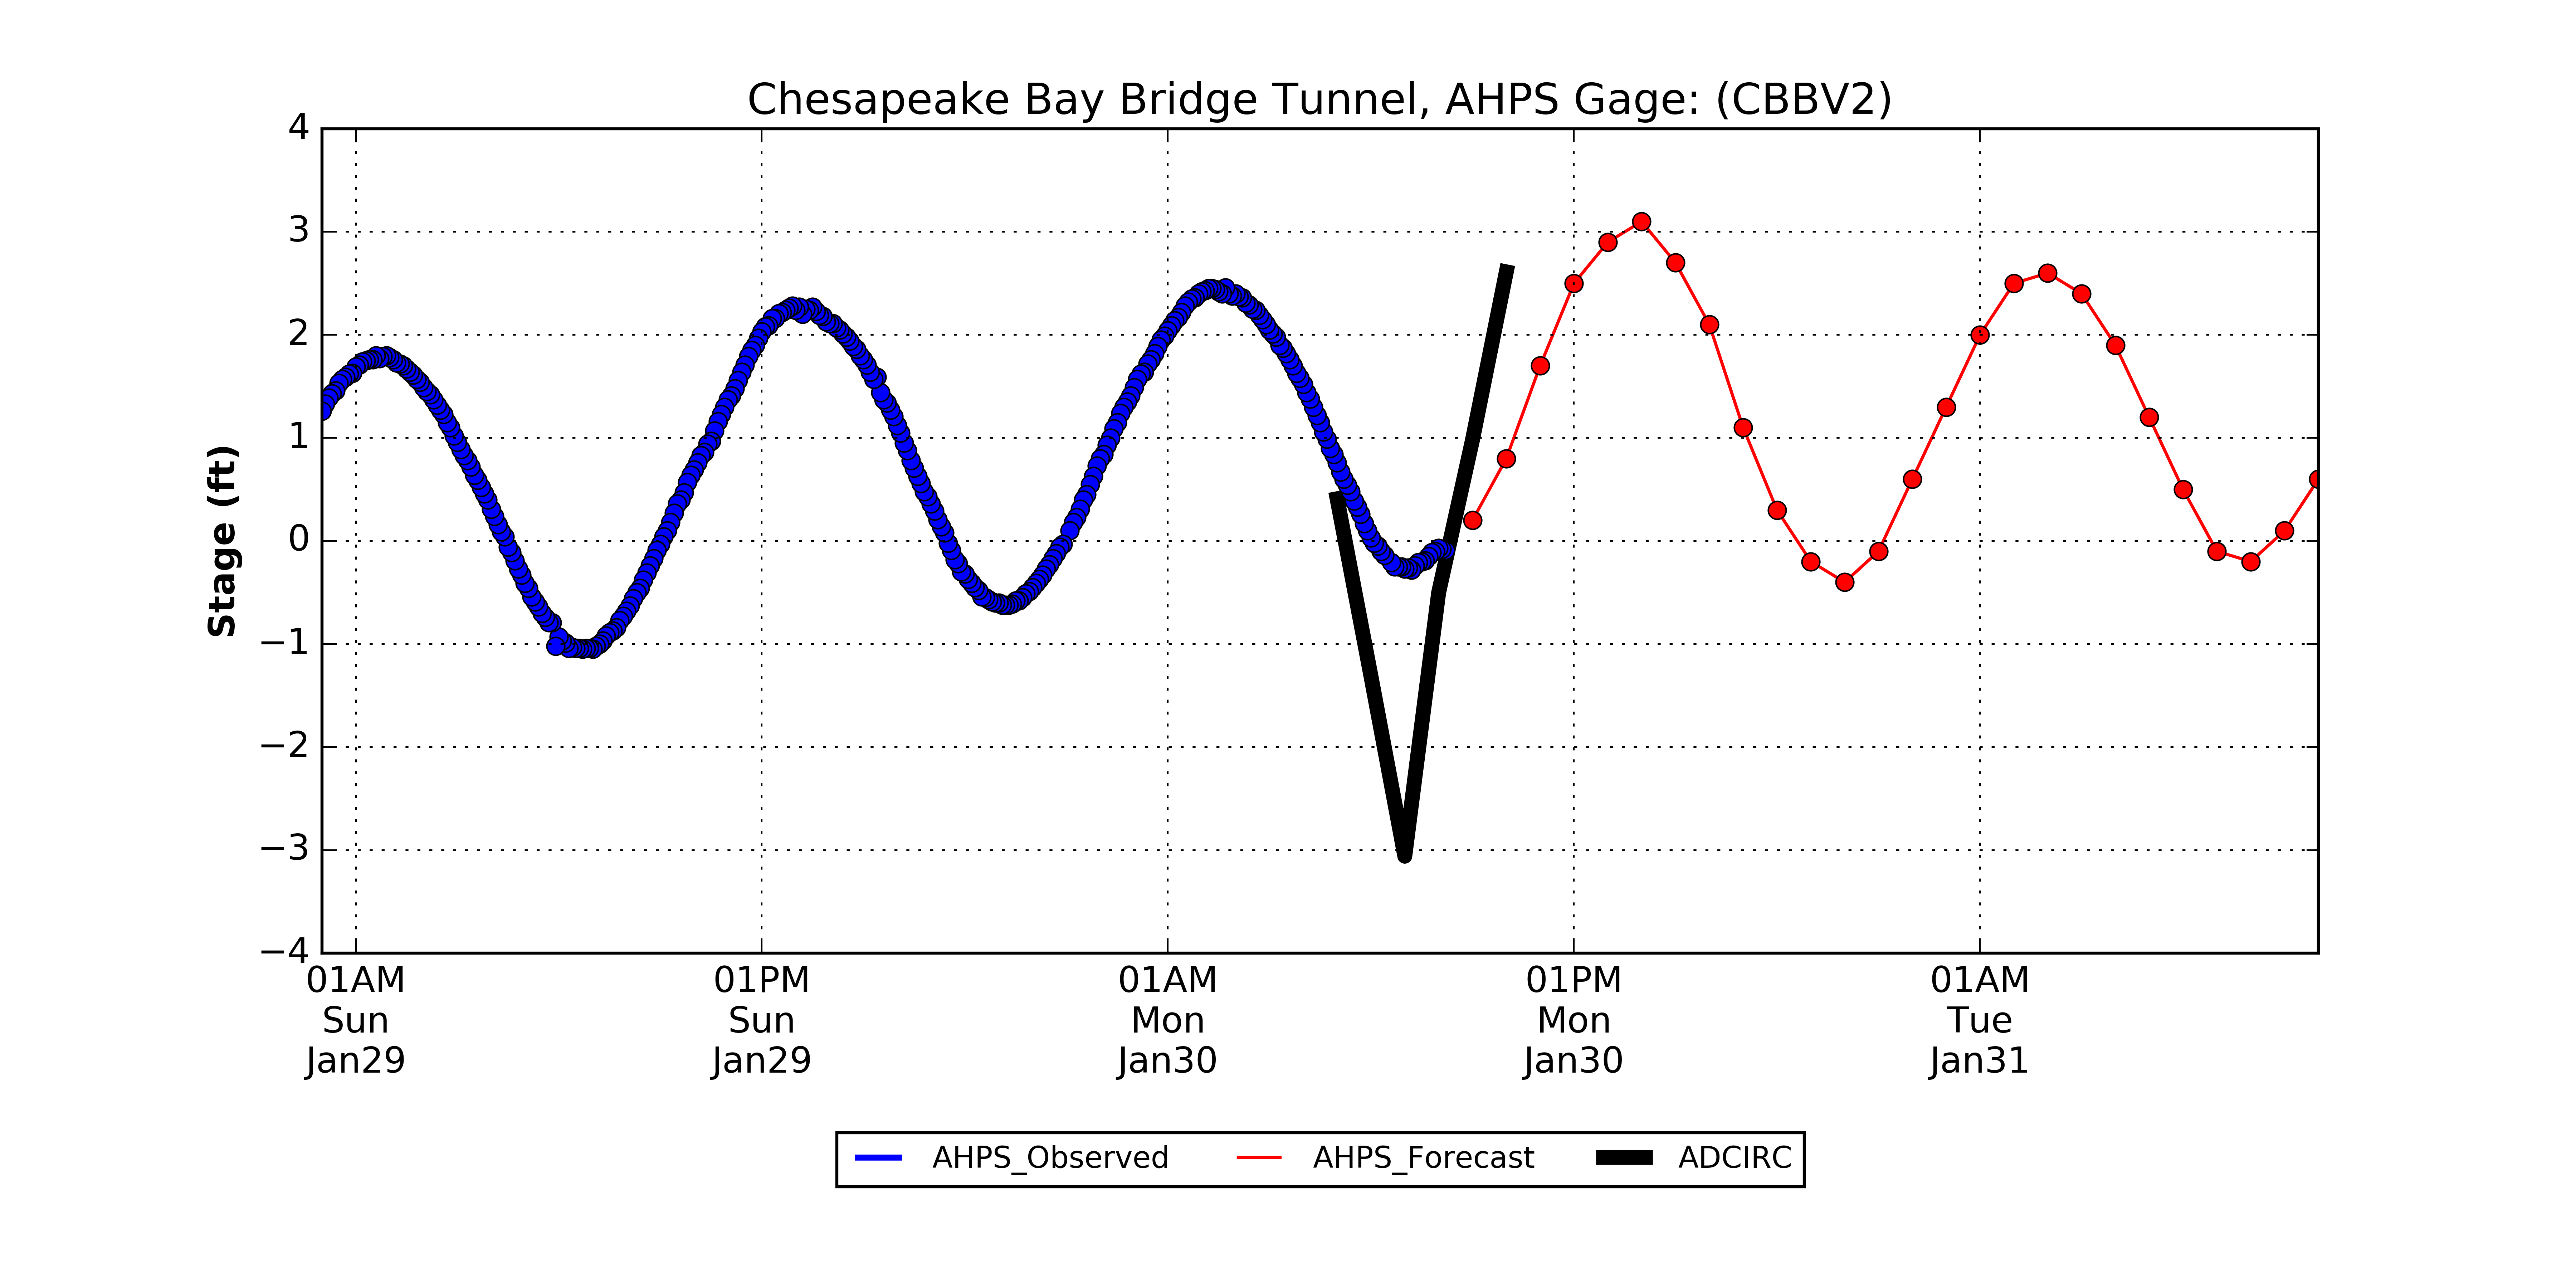 Chesapeake Bay Bridge Tunnel, AHPS Gage: (CBBV2)
4
3
2
1
0
−1
−2
−3
−4
Stage (ft)
01AM 01PM 01AM 01PM 01AM
Sun Sun Mon Mon Tue
Jan29 Jan29 Jan30 Jan30 Jan31
AHPS_Observed AHPS_Forecast ADCIRC